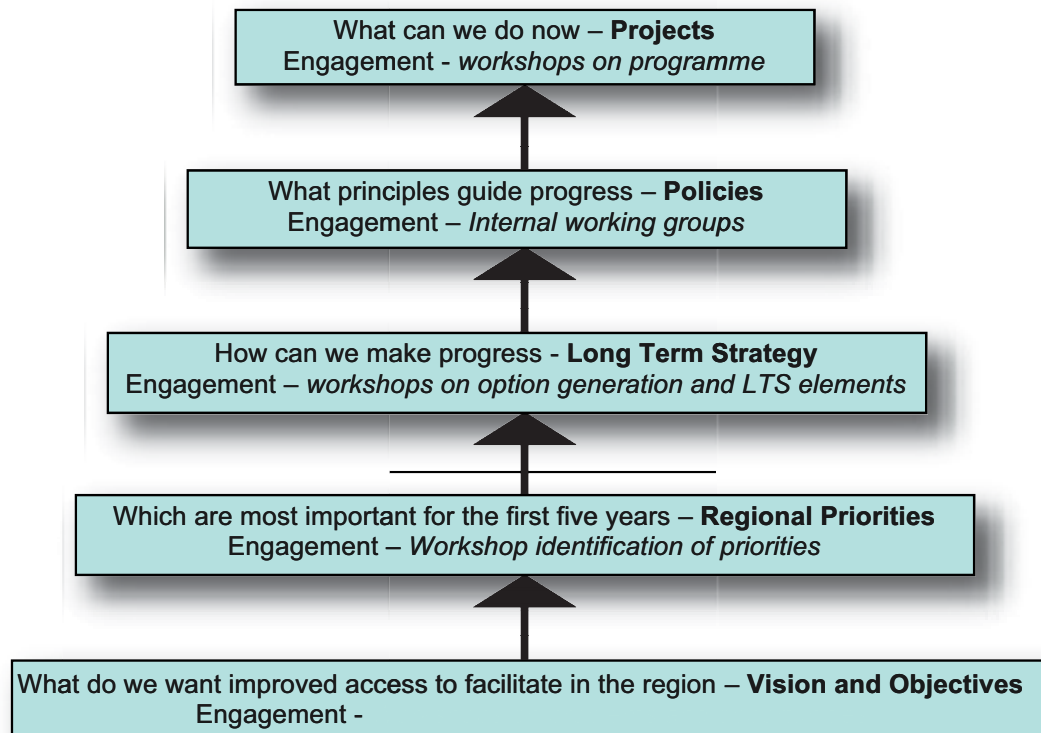 What can we do now – Projects
Engagement - workshops on programme
What principles guide progress – Policies
Engagement – Internal working groups
How can we make progress - Long Term Strategy
Engagement – workshops on option generation and LTS elements
Which are most important for the first five years – Regional Priorities
Engagement – Workshop identification of priorities
What do we want improved access to facilitate in the region – Vision and Objectives
Engagement -